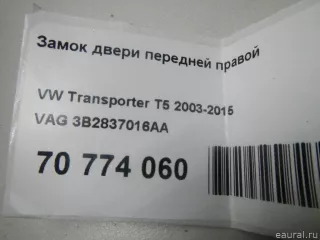 Замок двери передней правой
VW Transporter T5 2003-2015
VAG 3B2837016AA
70 774 060
eaural.ru